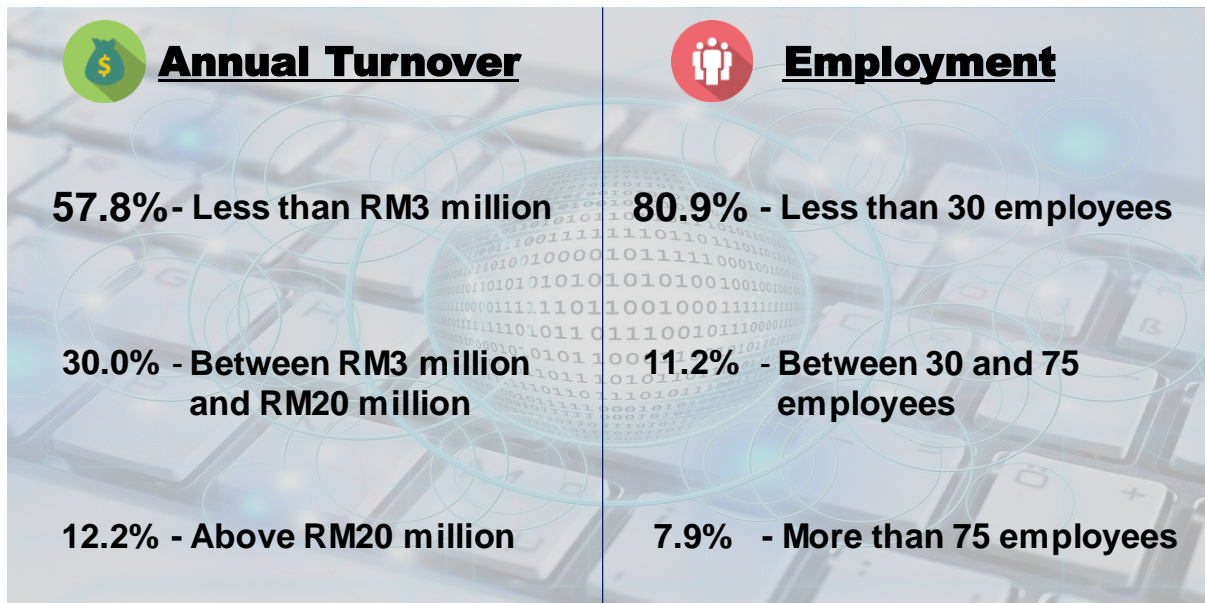 Annual Turnover
57.8% - Less than RM3 million
30.0% - Between RM3 million
and RM20 million
12.2% - Above RM20 million
Employment
80.9% - Less than 30 employees
11.2% - Between 30 and 75
employees
7.9% - More than 75 employees